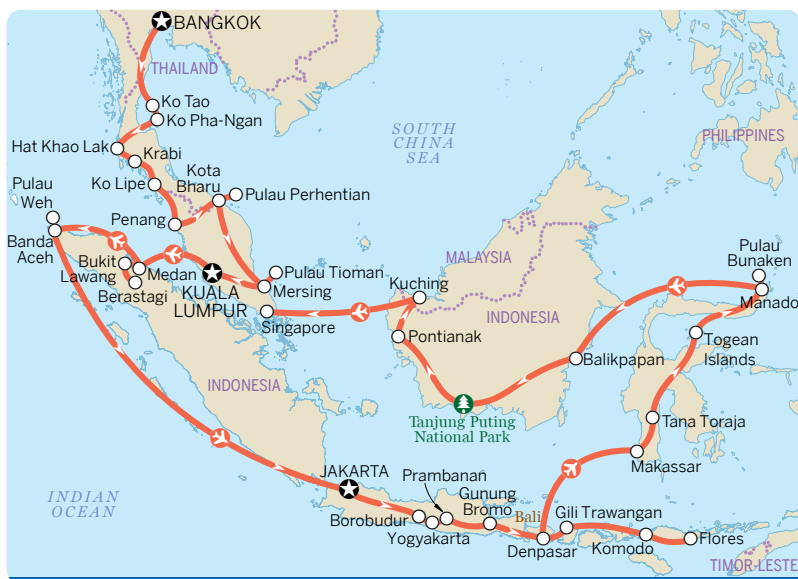 BANGKOK
THAILAND
Ko Tao
Ko Pha-Ngan
SOUTH
CHINA
SEA
PHILIPPINES
Hat Khao Lak
Krabi
Kota
Bharu
Ko Lipe
Pulau Perhentian
Pulau
Weh
Penang
Banda
Aceh
Bukit
Lawang
Medan
Berastagi
KUALA
LUMPUR
Pulau Tioman
Mersing
Singapore
MALAYSIA
Kuching
INDONESIA
Pontianak
Pulau
Bunaken
Manado
Togean
Islands
Balikpapan
INDONESIA
Tanjung Puting
National Park
Tana Toraja
Makassar
JAKARTA
Prambanan
Gunung
Bromo
Bali
Gili Trawangan
INDIAN
OCEAN
Borobudur
Yogyakarta
Denpasar
Komodo
Flores
TIMOR-LESTE